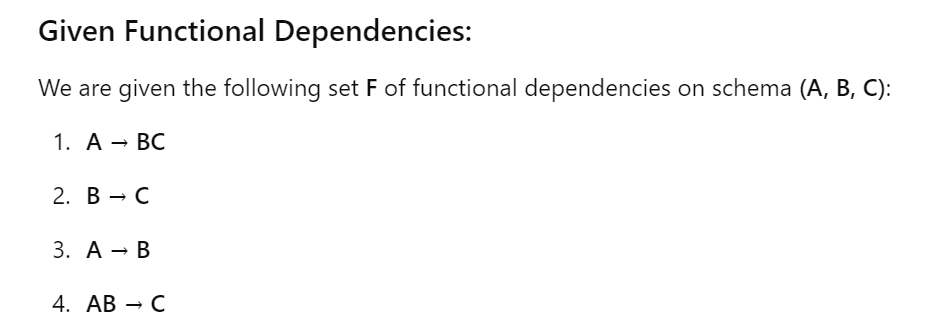 Given Functional Dependencies:
We are given the following set F of functional dependencies on schema (A, B, C):
1. A → BC
2. B → C
3. A → B
4. AB → C